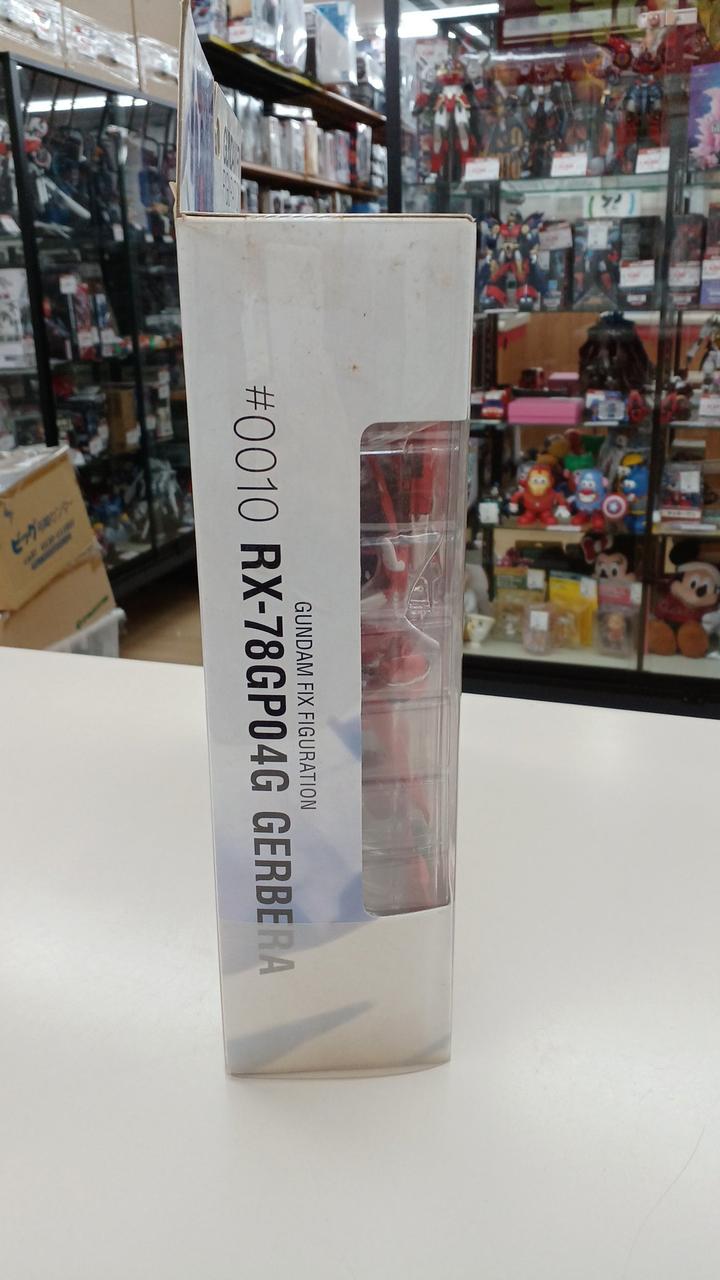 #0010 RX-78GP04G GERBERA
GUNDAM FIX FIGURATION